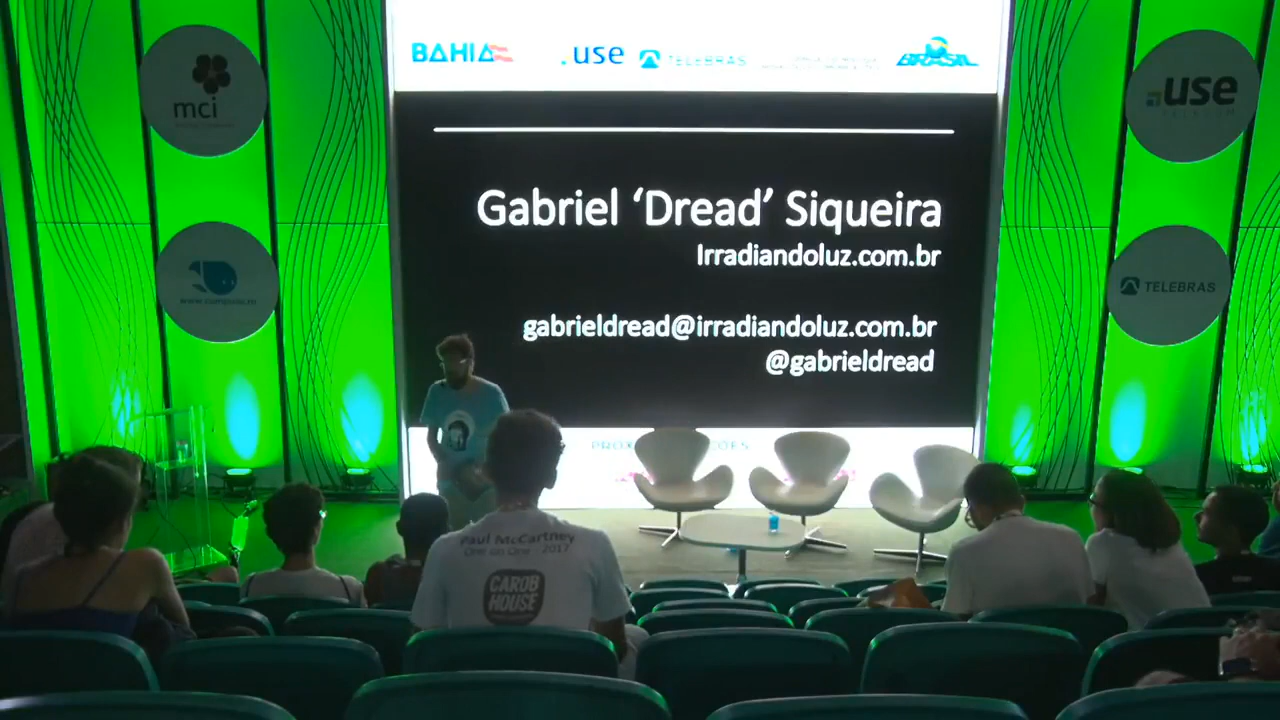 BAHIA
.use
TELEBRAS
BRASIL
mci
use
TELECOM
Gabriel ‘Dread’ Siqueira
Irradiandoluz.com.br
TELEBRAS
gabrieldread@irradiandoluz.com.br
@gabrieldread
Paul McCartney
One on One - 2017
CAROB
HOUSE